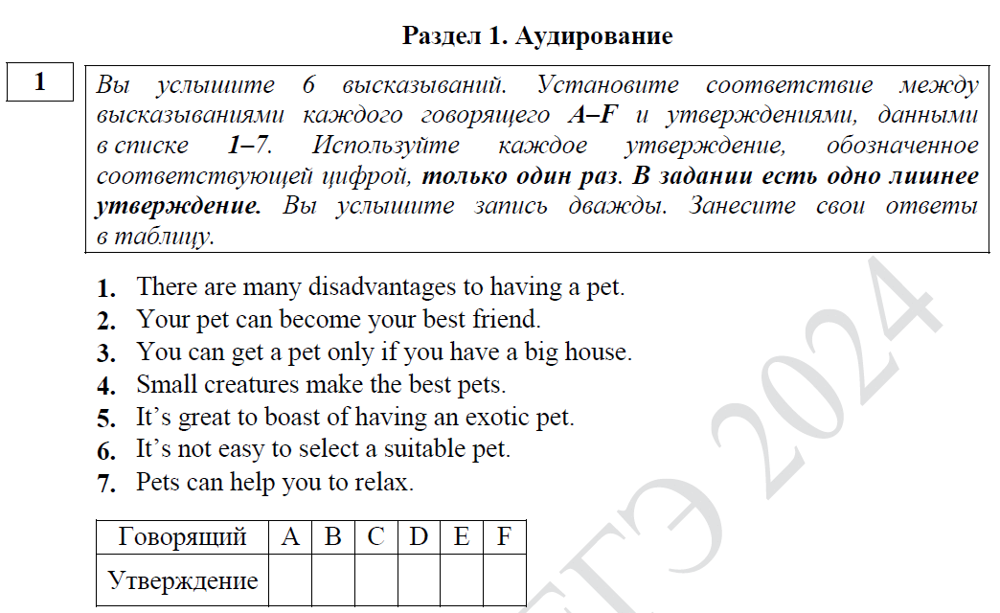 Раздел 1. Аудирование
1
Вы услышите 6 высказываний. Установите соответствие между
высказываниями каждого говорящего A–F и утверждениями, данными
в списке 1–7. Используйте каждое утверждение, обозначенное
соответствующей цифрой, только один раз. В задании есть одно лишнее
утверждение. Вы услышите запись дважды. Занесите свои ответы
в таблицу.
1. There are many disadvantages to having a pet.
2. Your pet can become your best friend.
3. You can get a pet only if you have a big house.
4. Small creatures make the best pets.
5. It’s great to boast of having an exotic pet.
6. It’s not easy to select a suitable pet.
7. Pets can help you to relax.
Говорящий A B C D E F
Утверждение
ЕГЭ 2024